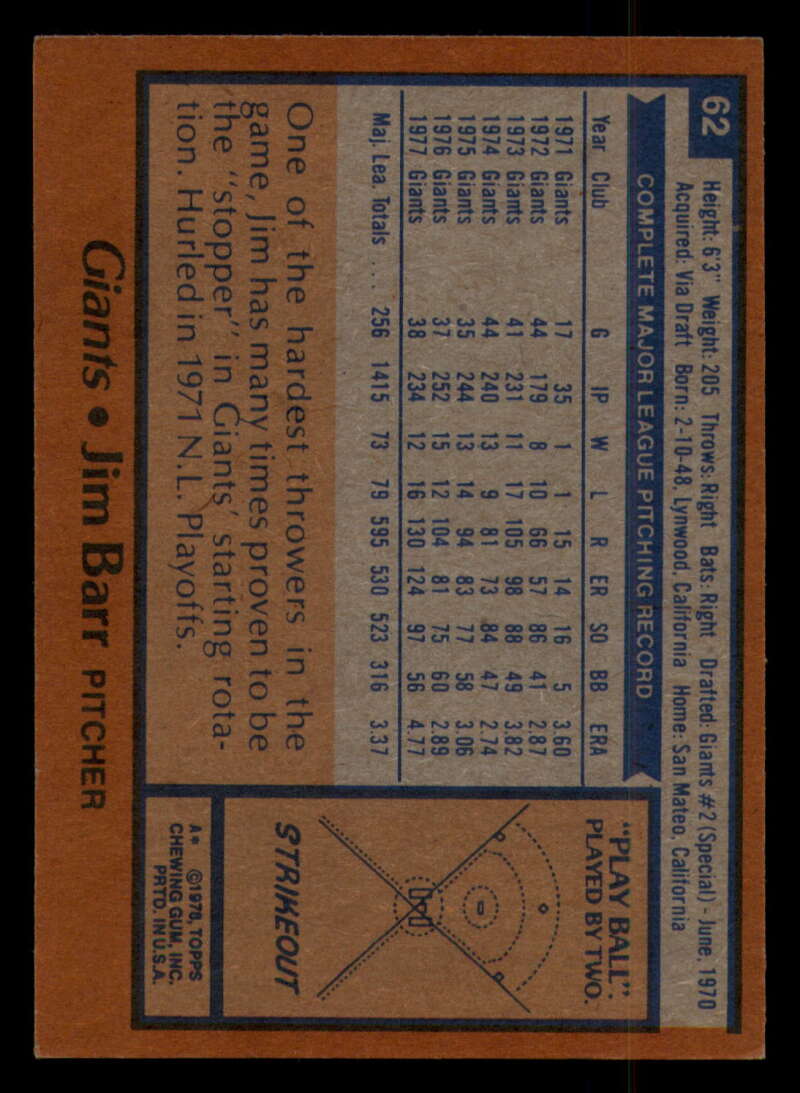 62
Height: 6'3" Weight: 205 Throws: Right Bats: Right Drafted: Giants #2 (Special) - June, 1970
Acquired: Via Draft Born: 2-10-48, Lynwood, California Home: San Mateo, California
COMPLETE MAJOR LEAGUE PITCHING RECORD
Year Club G IP W L R ER SO BB ERA
1971 Giants 17 35 1 1 15 14 16 5 3.60
1972 Giants 44 179 8 10 66 57 86 41 2.87
1973 Giants 41 231 11 17 105 98 88 49 3.82
1974 Giants 44 240 13 9 81 73 84 47 2.74
1975 Giants 35 244 13 14 94 83 77 58 3.06
1976 Giants 37 252 15 12 104 81 75 60 2.89
1977 Giants 38 234 12 16 130 124 97 56 4.77
Maj. Lea. Totals ... 256 1415 73 79 595 530 523 316 3.37
One of the hardest throwers in the
game, Jim has many times proven to be
the "stopper" in Giants' starting rota-
tion. Hurled in 1971 N.L. Playoffs.
"PLAY BALL".
PLAYED BY TWO.
STRIKEOUT
A* ©1978, TOPPS
CHEWING GUM, INC.
PRTD. IN U.S.A.
Giants • Jim Barr PITCHER